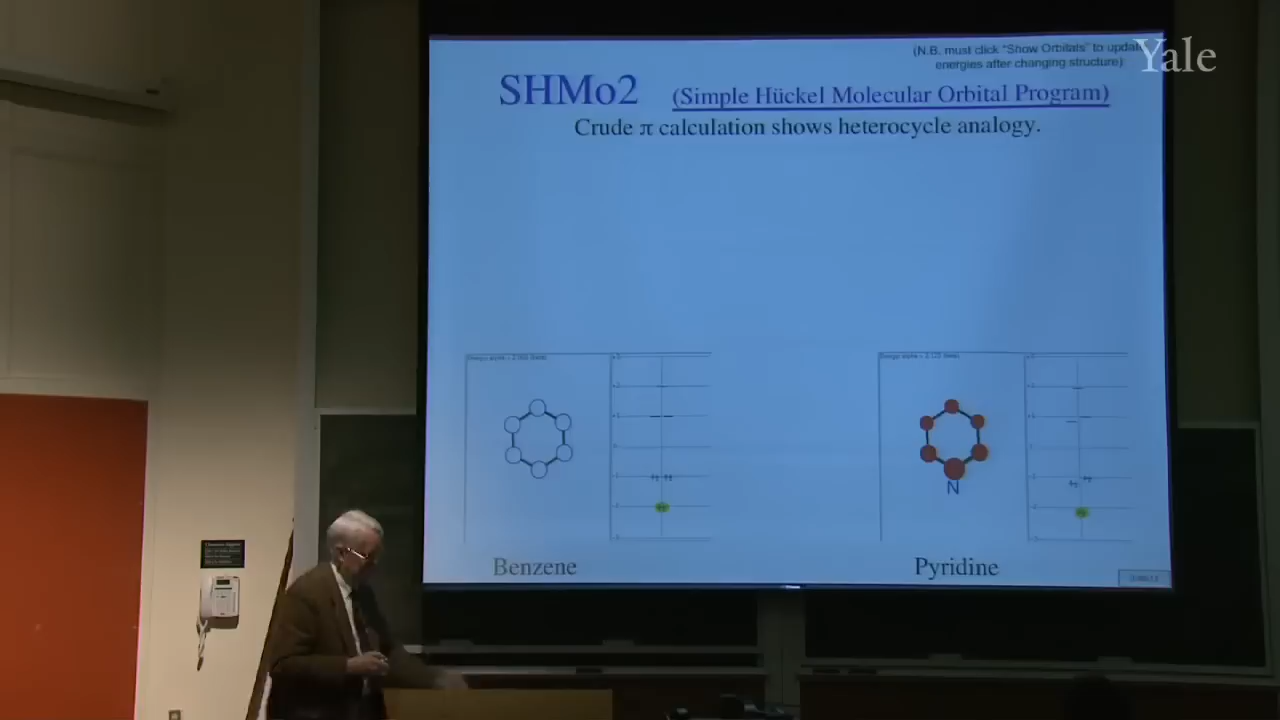 (N.B. must click "Show Orbitals" to update
energies after changing structure)
Yale
SHMo2 (Simple Hückel Molecular Orbital Program)
Crude π calculation shows heterocycle analogy.
N
Benzene
Pyridine